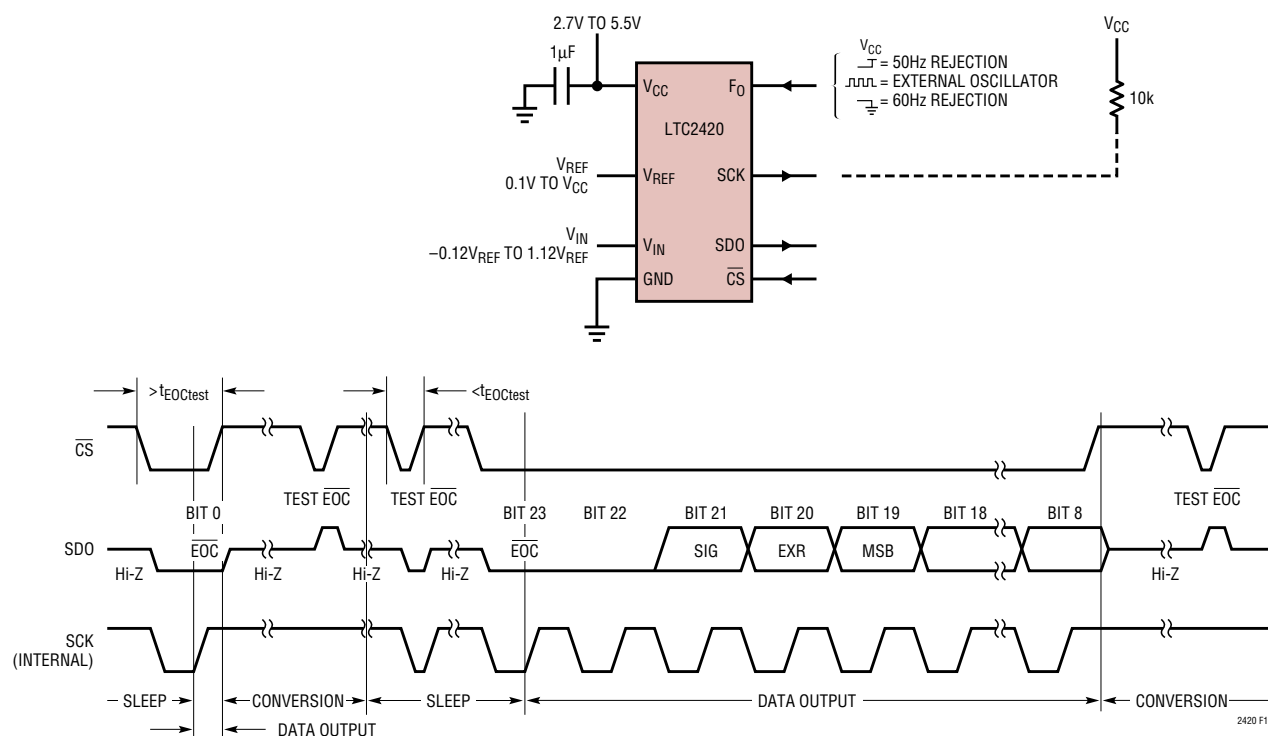 2.7V TO 5.5V
1µF
VCC
FO
LTC2420
VREF
0.1V TO VCC
VREF
SCK
VIN
−0.12VREF TO 1.12VREF
VIN
SDO
GND
CS
VCC
= 50Hz REJECTION
= EXTERNAL OSCILLATOR
= 60Hz REJECTION
VCC
10k
>tEOCtest
<tEOCtest
CS
TEST EOC
TEST EOC
TEST EOC
BIT 0
BIT 23
BIT 22
BIT 21
BIT 20
BIT 19
BIT 18
BIT 8
SDO
EOC
EOC
SIG
EXR
MSB
Hi-Z
Hi-Z
Hi-Z
Hi-Z
Hi-Z
SCK
(INTERNAL)
SLEEP
CONVERSION
SLEEP
DATA OUTPUT
CONVERSION
DATA OUTPUT
2420 F1